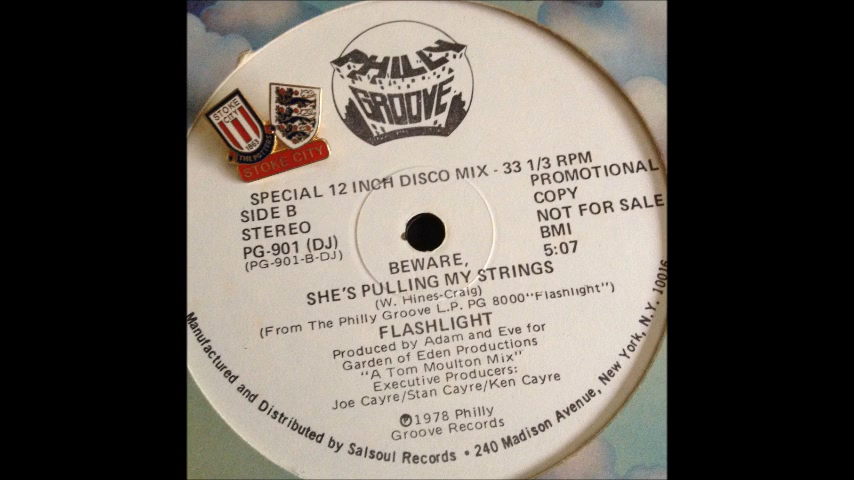 PHILLY
GROOVE
STOKE
CITY
1863
THE POTTERS
STOKE CITY
SPECIAL 12 INCH DISCO MIX - 33 1/3 RPM
SIDE B
STEREO
PG-901 (DJ)
(PG-901-B-DJ)
PROMOTIONAL
COPY
NOT FOR SALE
BMI
5:07
BEWARE,
SHE'S PULLING MY STRINGS
(W. Hines-Craig)
(From The Philly Groove L.P. PG 8000 "Flashlight")
FLASHLIGHT
Produced by Adam and Eve for
Garden of Eden Productions
"A Tom Moulton Mix"
Executive Producers:
Joe Cayre/Stan Cayre/Ken Cayre
℗1978 Philly
Groove Records
Manufactured and Distributed by Salsoul Records • 240 Madison Avenue, New York, N.Y. 10016